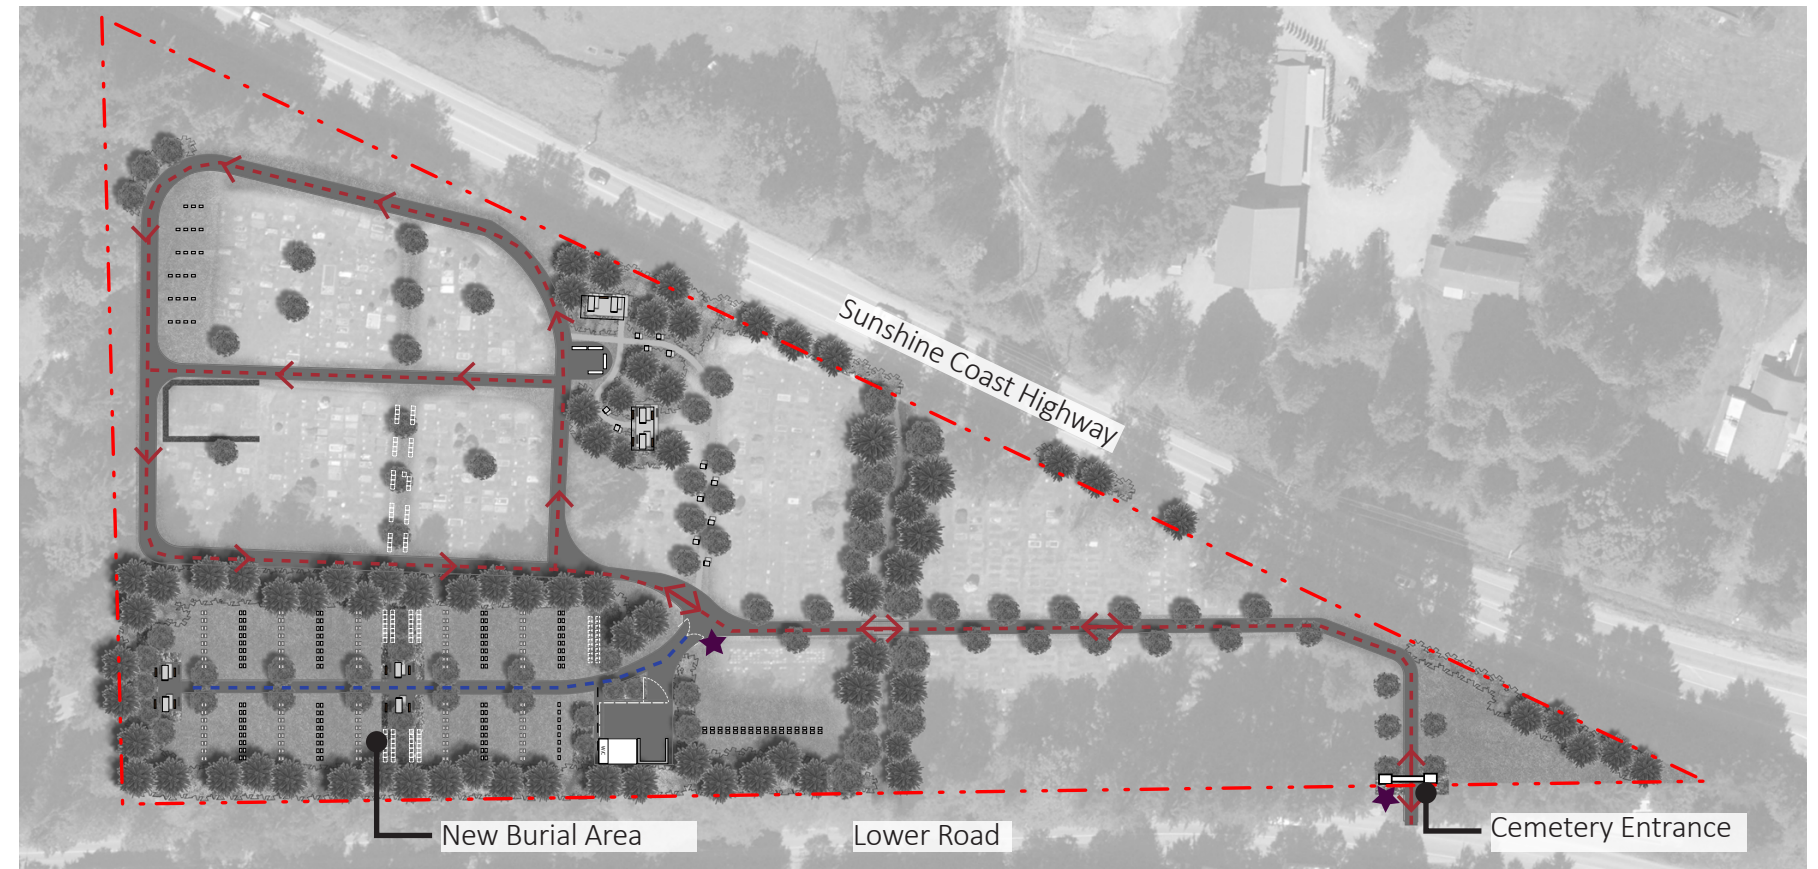 Sunshine Coast Highway
W.C.
New Burial Area
Lower Road
Cemetery Entrance